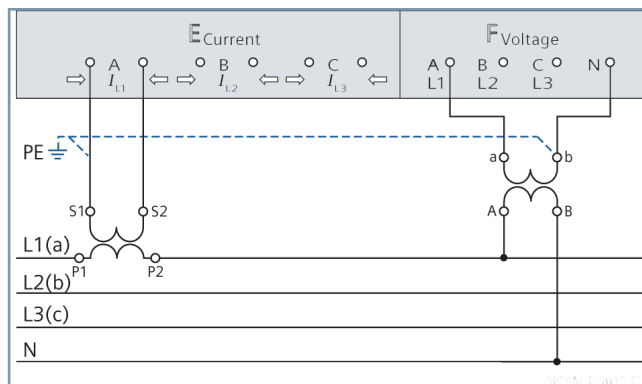 E Current F Voltage
A B C A B C N
I L1 I L2 I L3 L1 L2 L3
PE
a b
S1 S2 A B
L1(a)
P1 P2
L2(b)
L3(c)
N